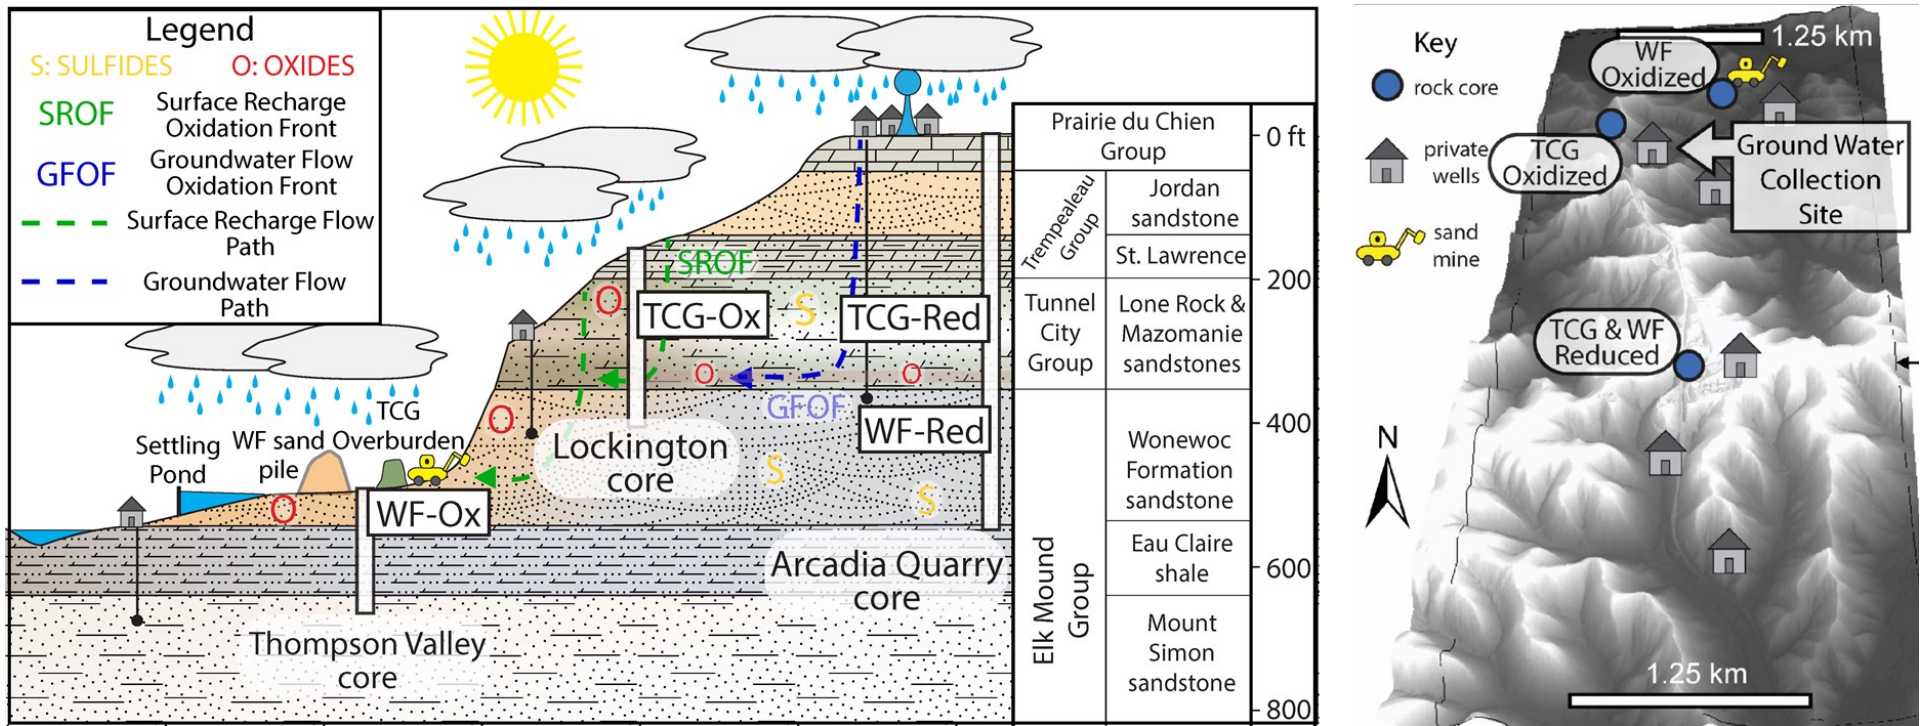 Legend
S: SULFIDES
O: OXIDES
SROF
Surface Recharge
Oxidation Front
GFOF
Groundwater Flow
Oxidation Front
Surface Recharge Flow
Path
Groundwater Flow
Path
SROF
O
S
TCG-Ox
TCG-Red
O
O
GFOF
WF-Red
O
Lockington
core
S
S
TCG
Settling
Pond
WF sand
pile
Overburden
O
WF-Ox
Arcadia Quarry
core
Thompson Valley
core
Prairie du Chien
Group
Trempealeau
Group
Jordan
sandstone
St. Lawrence
Tunnel
City
Group
Lone Rock &
Mazomanie
sandstones
Elk Mound
Group
Wonewoc
Formation
sandstone
Eau Claire
shale
Mount
Simon
sandstone
0 ft
200
400
600
800
Key
rock core
private
wells
sand
mine
N
1.25 km
WF
Oxidized
TCG
Oxidized
Ground Water
Collection
Site
TCG & WF
Reduced
1.25 km